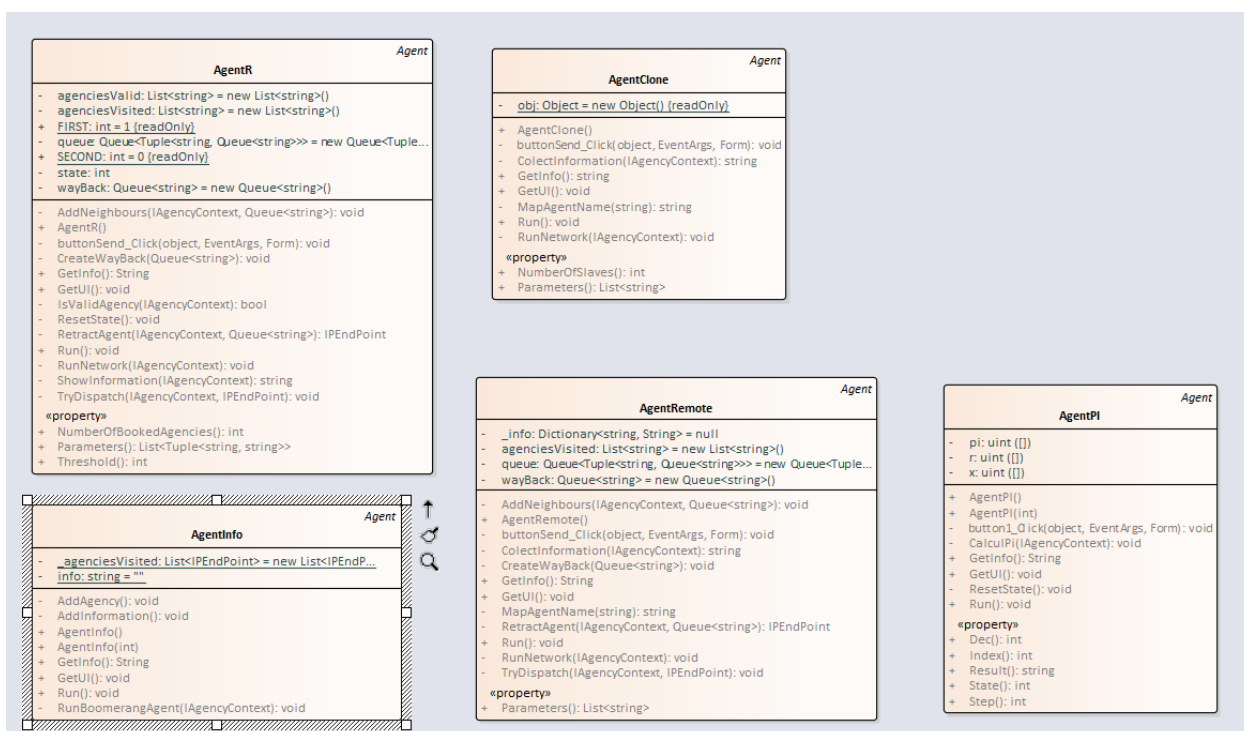 Agent
AgentR
- agenciesValid: List<string> = new List<string>()
- agenciesVisited: List<string> = new List<string>()
+ FIRST: int = 1 {readOnly}
- queue: Queue<Tuple<string, Queue<string>>> = new Queue<Tuple...
+ SECOND: int = 0 {readOnly}
- state: int
- wayBack: Queue<string> = new Queue<string>()
- AddNeighbours(IAgencyContext, Queue<string>): void
+ AgentR()
- buttonSend_Click(object, EventArgs, Form): void
- CreateWayBack(Queue<string>): void
+ GetInfo(): String
+ GetUI(): void
- IsValidAgency(IAgencyContext): bool
- ResetState(): void
- RetractAgent(IAgencyContext, Queue<string>): IPEndPoint
+ Run(): void
- RunNetwork(IAgencyContext): void
- ShowInformation(IAgencyContext): string
- TryDispatch(IAgencyContext, IPEndPoint): void
«property»
+ NumberOfBookedAgencies(): int
+ Parameters(): List<Tuple<string, string>>
+ Threshold(): int
Agent
AgentClone
- obj: Object = new Object() {readOnly}
+ AgentClone()
- buttonSend_Click(object, EventArgs, Form): void
- ColectInformation(IAgencyContext): string
+ GetInfo(): string
+ GetUI(): void
- MapAgentName(string): string
+ Run(): void
- RunNetwork(IAgencyContext): void
«property»
+ NumberOfSlaves(): int
+ Parameters(): List<string>
Agent
AgentInfo
- _agenciesVisited: List<IPEndPoint> = new List<IPEndP...
- info: string = ""
- AddAgency(): void
- AddInformation(): void
+ AgentInfo()
+ AgentInfo(int)
+ GetInfo(): String
+ GetUI(): void
+ Run(): void
- RunBoomerangAgent(IAgencyContext): void
Agent
AgentRemote
- _info: Dictionary<string, String> = null
- agenciesVisited: List<string> = new List<string>()
- queue: Queue<Tuple<string, Queue<string>>> = new Queue<Tuple...
- wayBack: Queue<string> = new Queue<string>()
- AddNeighbours(IAgencyContext, Queue<string>): void
+ AgentRemote()
- buttonSend_Click(object, EventArgs, Form): void
- ColectInformation(IAgencyContext): string
- CreateWayBack(Queue<string>): void
+ GetInfo(): String
+ GetUI(): void
- MapAgentName(string): string
- RetractAgent(IAgencyContext, Queue<string>): IPEndPoint
+ Run(): void
- RunNetwork(IAgencyContext): void
- TryDispatch(IAgencyContext, IPEndPoint): void
«property»
+ Parameters(): List<string>
Agent
AgentPI
- pi: uint ([])
- r: uint ([])
- x: uint ([])
+ AgentPI()
+ AgentPI(int)
- button1_Click(object, EventArgs, Form): void
- CalculPi(IAgencyContext): void
+ GetInfo(): String
+ GetUI(): void
- ResetState(): void
+ Run(): void
«property»
+ Dec(): int
+ Index(): int
+ Result(): string
+ State(): int
+ Step(): int